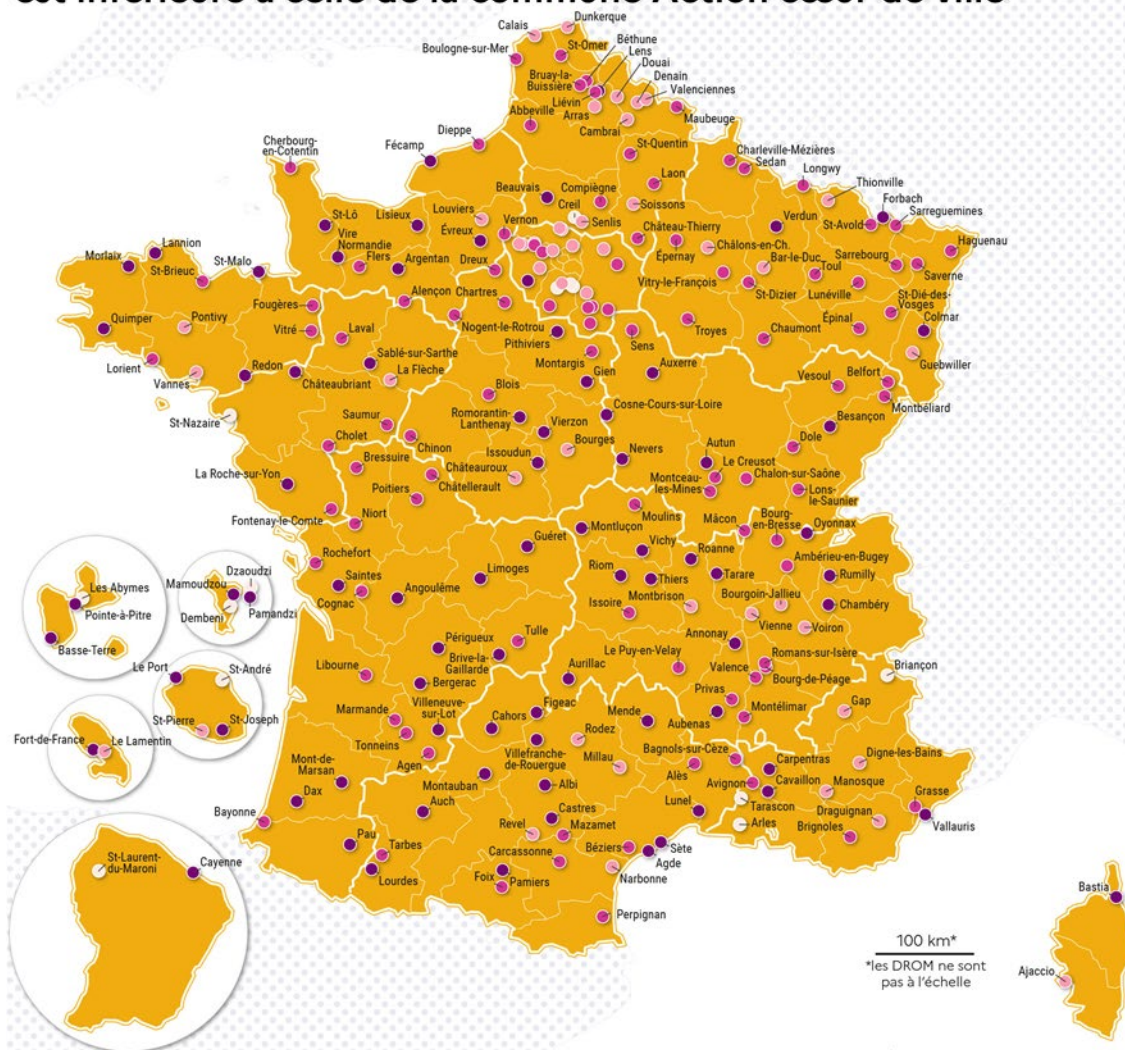 est inférieure à celle de la commune Action cœur de ville
Dunkerque
Calais
Béthune
Boulogne-sur-Mer
St-Omer
Lens
Douai
Bruay-la-
Buissière
Denain
Valenciennes
Liévin
Arras
Abbeville
Cambrai
Maubeuge
Dieppe
Cherbourg-
en-Cotentin
Fécamp
St-Quentin
Charleville-Mézières
Sedan
Longwy
Laon
Thionville
Beauvais
Compiègne
Creil
Forbach
Louviers
Soissons
Verdun
Sarreguemines
St-Lô
Lisieux
Vernon
Senlis
St-Avold
Vire
Normandie
Évreux
Château-Thierry
Châlons-en-Ch.
Haguenau
Lannion
Flers
Argentan
Dreux
Épernay
Bar-le-Duc
Sarrebourg
Morlaix
St-Malo
Toul
Saverne
St-Brieuc
Vitry-le-François
St-Dizier
Lunéville
St-Dié-des-
Vosges
Alençon
Chartres
Fougères
Quimper
Pontivy
Laval
Nogent-le-Rotrou
Épinal
Colmar
Vitré
Pithiviers
Sens
Troyes
Chaumont
Sablé-sur-Sarthe
Montargis
Auxerre
Lorient
Redon
La Flèche
Gien
Guebwiller
Vannes
Châteaubriant
Blois
Vesoul
Belfort
Montbéliard
Cosne-Cours-sur-Loire
St-Nazaire
Saumur
Romorantin-
Lanthenay
Vierzon
Besançon
Cholet
Chinon
Bourges
Nevers
Autun
Dole
Bressuire
Issoudun
Le Creusot
La Roche-sur-Yon
Châteauroux
Chalon-sur-Saône
Châtellerault
Montceau-
les-Mines
Lons-
le-Saunier
Poitiers
Moulins
Fontenay-le-Comte
Niort
Montluçon
Mâcon
Bourg-
en-Bresse
Oyonnax
Guéret
Vichy
Roanne
Rochefort
Ambérieu-en-Bugey
Limoges
Riom
Thiers
Tarare
Rumilly
Saintes
Angoulême
Cognac
Montbrison
Bourgoin-Jallieu
Chambéry
Issoire
Vienne
Voiron
Les Abymes
Pointe-à-Pitre
Basse-Terre
Dzaoudzi
Mamoudzou
Dembeni
Pamandzi
Périgueux
Tulle
Annonay
Brive-la-
Gaillarde
Le Puy-en-Velay
Romans-sur-Isère
Le Port
St-André
Libourne
Aurillac
Valence
Briançon
Bergerac
Bourg-de-Péage
Figeac
Privas
St-Pierre
St-Joseph
Marmande
Villeneuve-
sur-Lot
Cahors
Mende
Montélimar
Gap
Aubenas
Fort-de-France
Le Lamentin
Tonneins
Rodez
Villefranche-
de-Rouergue
Bagnols-sur-Cèze
Mont-de-
Marsan
Agen
Millau
Carpentras
Digne-les-Bains
Montauban
Albi
Alès
Avignon
Cavaillon
Manosque
Dax
Auch
Lunel
Tarascon
Grasse
Bayonne
Castres
Arles
Draguignan
Revel
Mazamet
Brignoles
Vallauris
Pau
Tarbes
Béziers
Sète
Carcassonne
Agde
St-Laurent-
du-Maroni
Cayenne
Lourdes
Foix
Pamiers
Narbonne
Perpignan
Bastia
100 km*
*les DROM ne sont
pas à l'échelle
Ajaccio